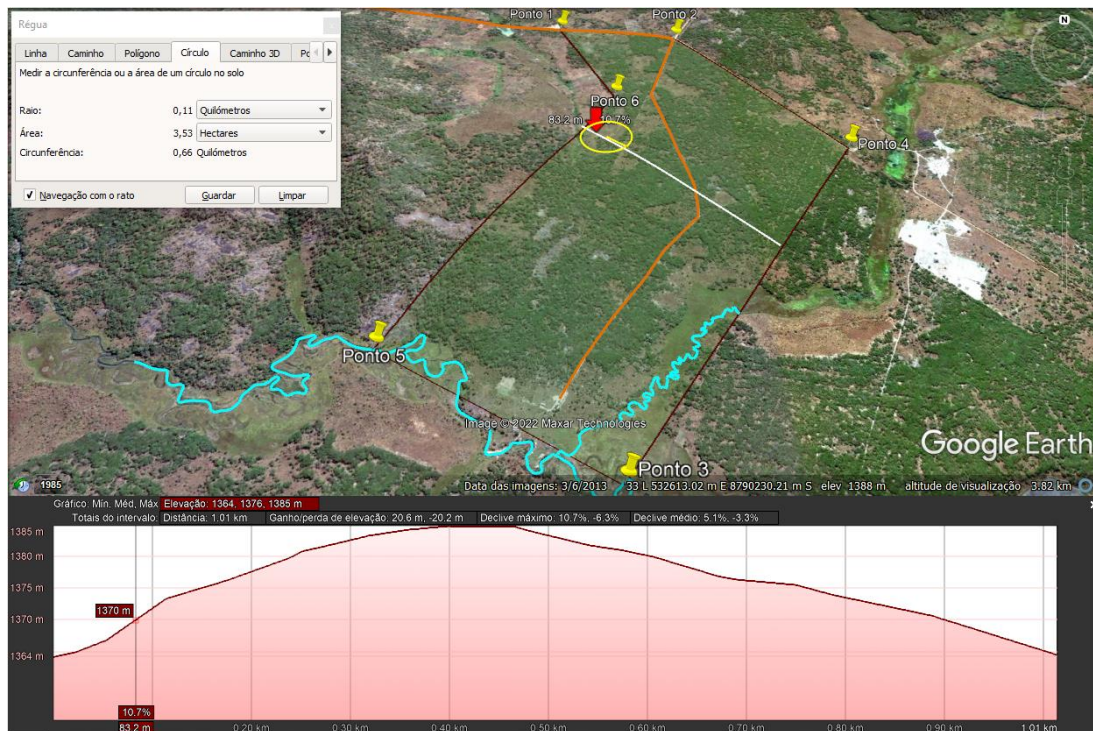 Régua
Linha Caminho Polígono Círculo Caminho 3D
Medir a circunferência ou a área de um círculo no solo
Raio: 0,11 Quilómetros
Área: 3,53 Hectares
Circunferência: 0,66 Quilómetros
Navegação com o rato Guardar Limpar
Ponto 1
Ponto 2
N
Ponto 6
83.2 m 10.7%
Ponto 4
Ponto 5
Image © 2022 Maxar Technologies
Google Earth
Ponto 3
1985
Data das imagens: 3/6/2013 33 L 532613.02 m E 8790230.21 m S elev 1388 m altitude de visualização 3.82 km
Gráfico: Mín, Méd, Máx Elevação: 1364, 1376, 1385 m
Totais do intervalo: Distância: 1.01 km Ganho/perda de elevação: 20.6 m, -20.2 m Declive máximo: 10.7%, -6.3% Declive médio: 5.1%, -3.3%
1385 m
1380 m
1375 m
1370 m
1370 m
1364 m
10.7%
83.2 m 0.20 km 0.30 km 0.40 km 0.50 km 0.60 km 0.70 km 0.80 km 0.90 km 1.01 km